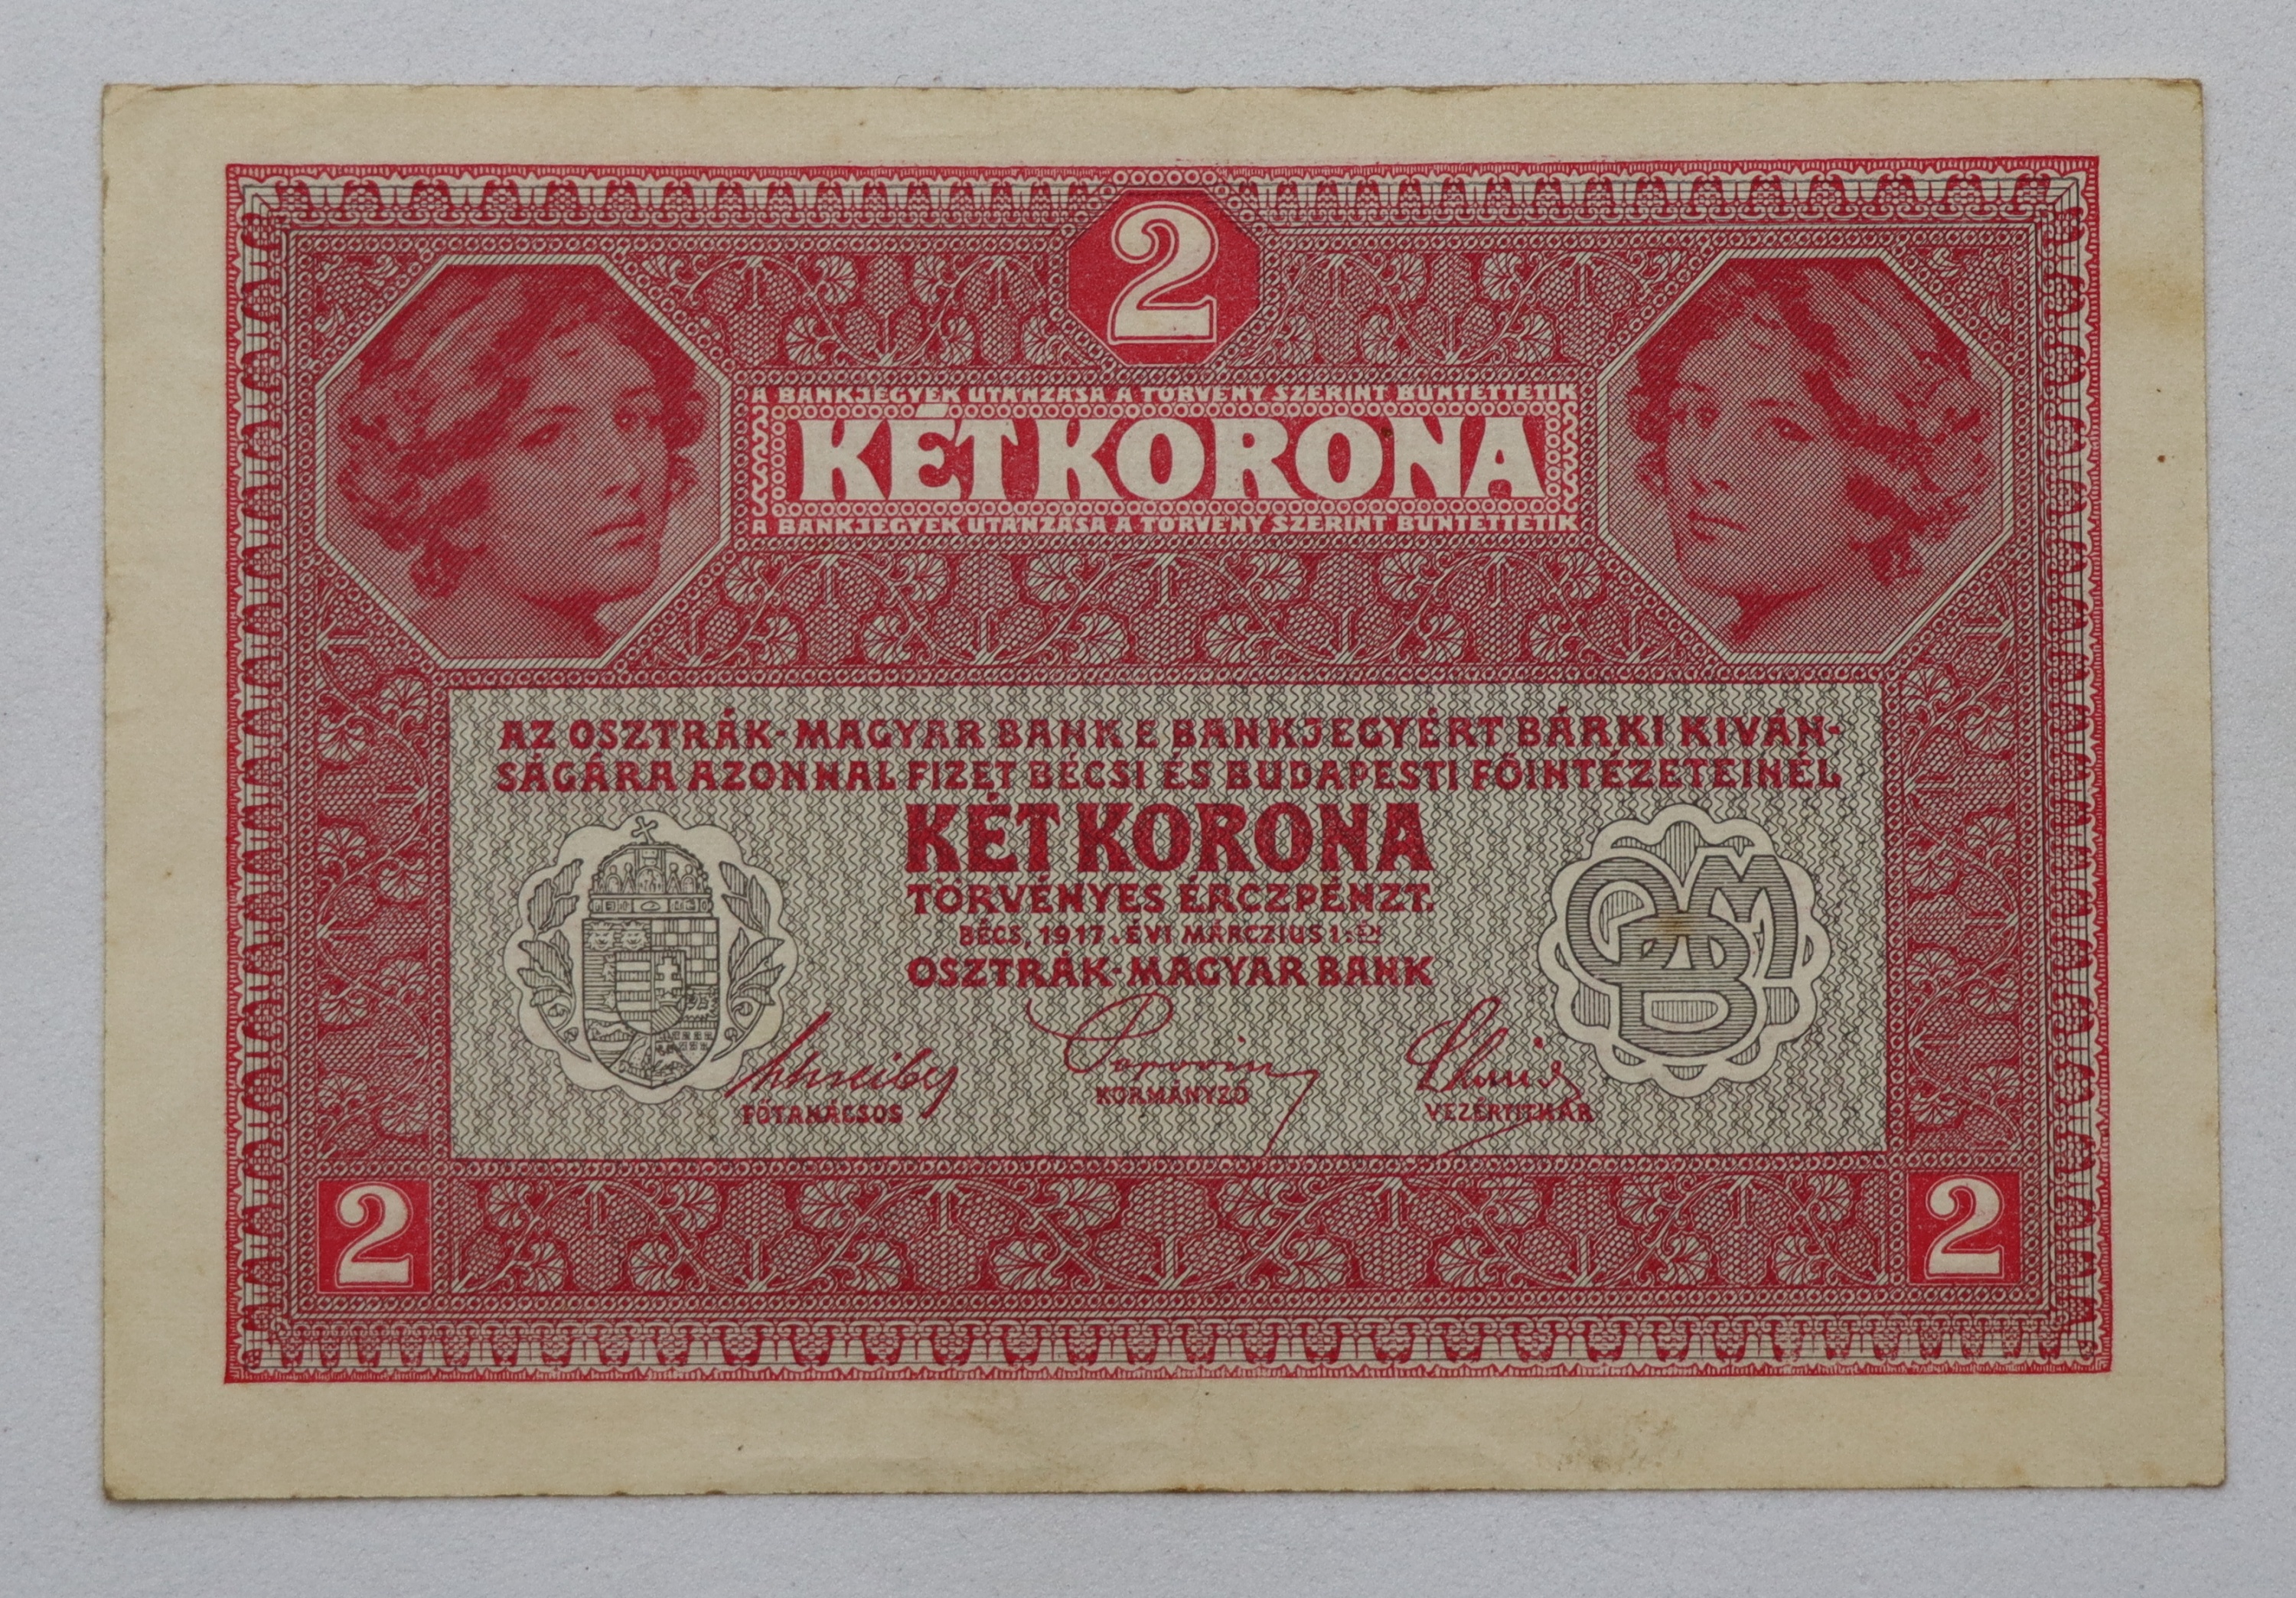 2
A BANKJEGYEK UTÁNZÁSA A TÖRVÉNY SZERINT BÜNTETTETIK
KÉT KORONA
A BANKJEGYEK UTÁNZÁSA A TÖRVÉNY SZERINT BÜNTETTETIK
AZ OSZTRÁK-MAGYAR BANK E BANKJEGYÉRT BÁRKI KIVÁN-
SÁGÁRA AZONNAL FIZET BÉCSI ÉS BUDAPESTI FŐINTÉZETEINÉL
KÉT KORONA
TÖRVÉNYES ÉRCZPÉNZT.
BÉCS, 1917. ÉVI MÁRCZIUS 1-ÉN
OSZTRÁK-MAGYAR BANK
FŐTANÁCSOS
KORMÁNYZÓ
VEZÉRTITKÁR
2
2